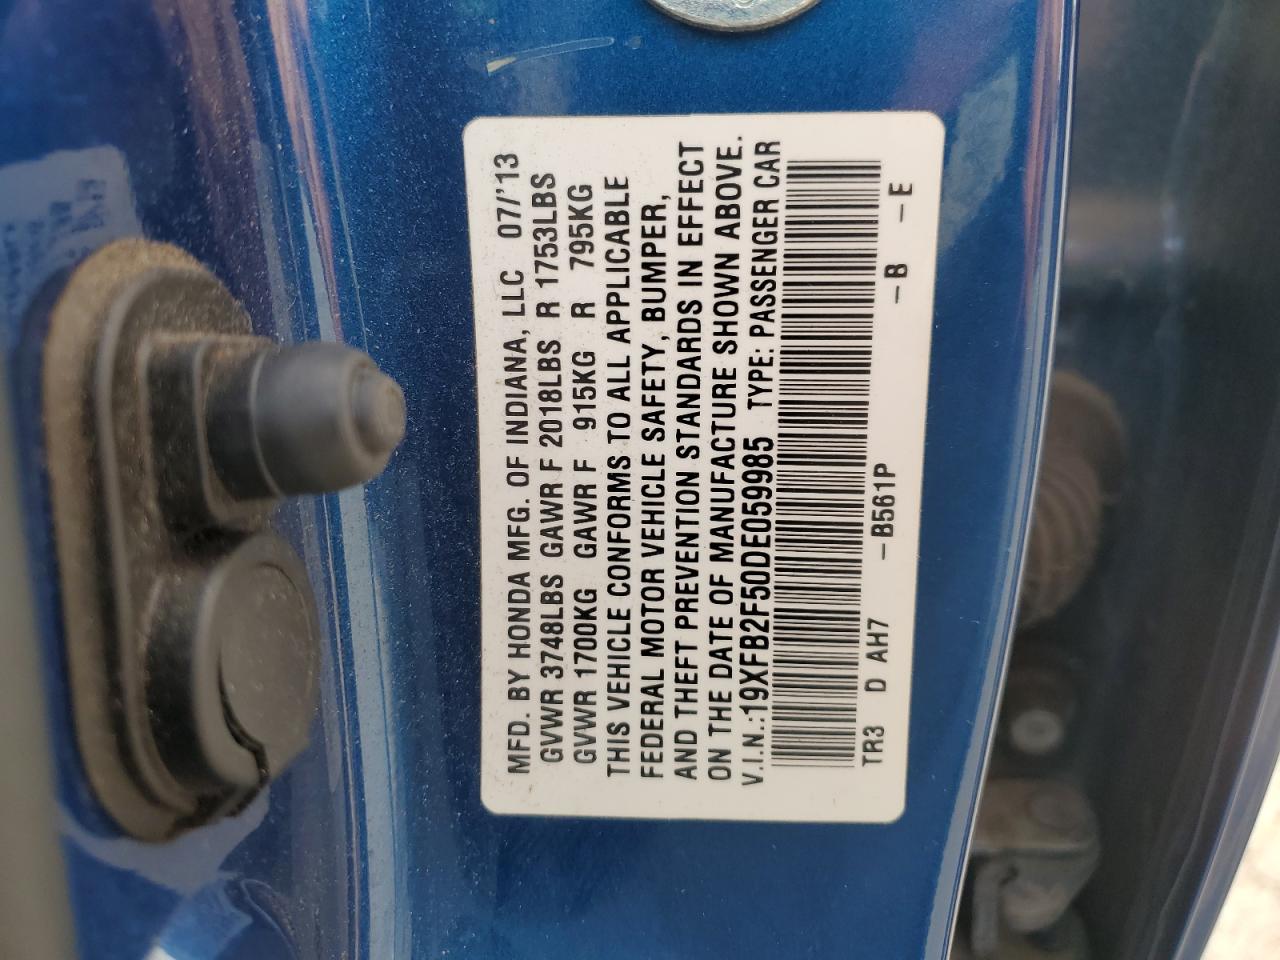 MFD. BY HONDA MFG. OF INDIANA, LLC 07/'13
GVWR 3748LBS GAWR F 2018LBS R 1753LBS
GVWR 1700KG GAWR F 915KG R 795KG
THIS VEHICLE CONFORMS TO ALL APPLICABLE
FEDERAL MOTOR VEHICLE SAFETY, BUMPER,
AND THEFT PREVENTION STANDARDS IN EFFECT
ON THE DATE OF MANUFACTURE SHOWN ABOVE.
V.I.N.:19XFB2F50DE059985 TYPE: PASSENGER CAR
TR3 D AH7 -B561P -B -E